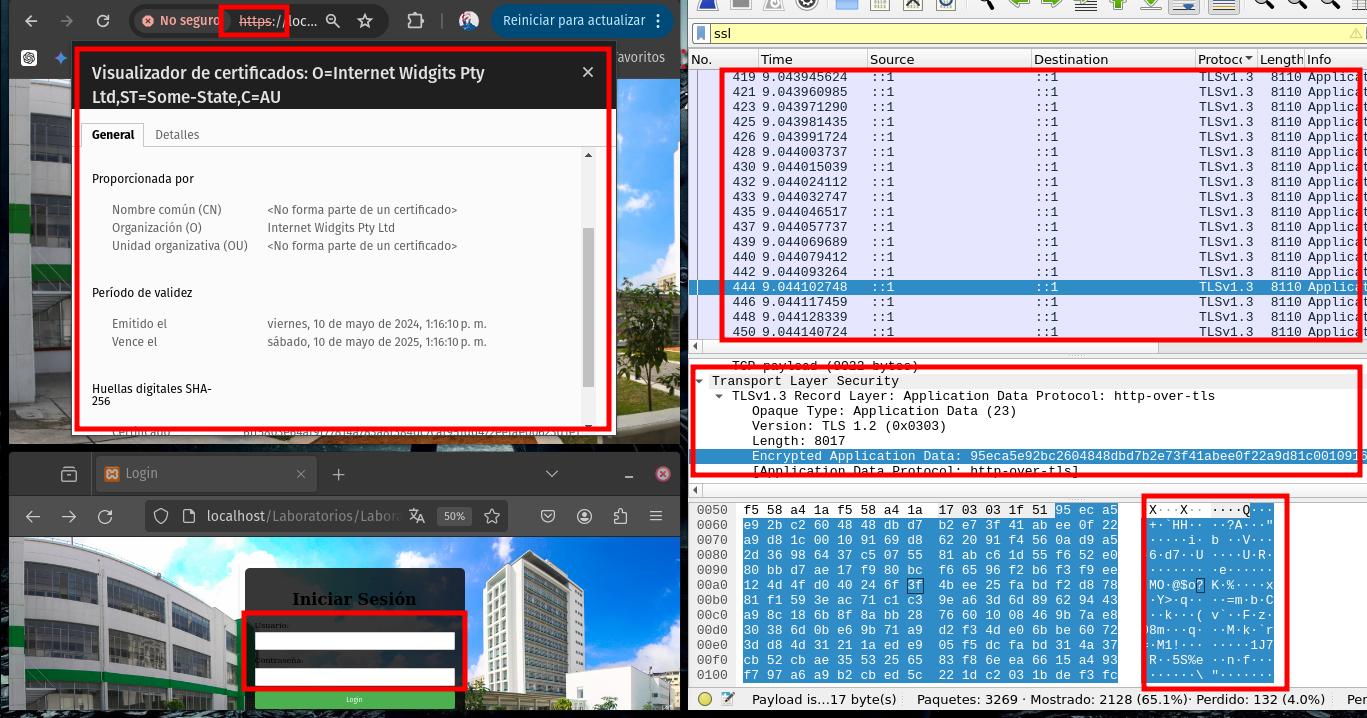 No seguro https://loc... Reiniciar para actualizar
favoritos
Visualizador de certificados: O=Internet Widgits Pty
Ltd,ST=Some-State,C=AU
General Detalles
Proporcionada por
Nombre común (CN) <No forma parte de un certificado>
Organización (O) Internet Widgits Pty Ltd
Unidad organizativa (OU) <No forma parte de un certificado>
Período de validez
Emitido el viernes, 10 de mayo de 2024, 1:16:10 p. m.
Vence el sábado, 10 de mayo de 2025, 1:16:10 p. m.
Huellas digitales SHA-
256
Certificado
Login
localhost/Laboratorios/Labora 50%
Iniciar Sesión
Usuario:
Contraseña:
Login
ssl
No. Time Source Destination Protoc Length Info
419 9.043945624 ::1 ::1 TLSv1.3 8110 Applicat
421 9.043960985 ::1 ::1 TLSv1.3 8110 Applicat
423 9.043971290 ::1 ::1 TLSv1.3 8110 Applicat
425 9.043981435 ::1 ::1 TLSv1.3 8110 Applicat
426 9.043991724 ::1 ::1 TLSv1.3 8110 Applicat
428 9.044003737 ::1 ::1 TLSv1.3 8110 Applicat
430 9.044015039 ::1 ::1 TLSv1.3 8110 Applicat
432 9.044024112 ::1 ::1 TLSv1.3 8110 Applicat
433 9.044032747 ::1 ::1 TLSv1.3 8110 Applicat
435 9.044046517 ::1 ::1 TLSv1.3 8110 Applicat
437 9.044057737 ::1 ::1 TLSv1.3 8110 Applicat
439 9.044069689 ::1 ::1 TLSv1.3 8110 Applicat
440 9.044079412 ::1 ::1 TLSv1.3 8110 Applicat
442 9.044093264 ::1 ::1 TLSv1.3 8110 Applicat
444 9.044102748 ::1 ::1 TLSv1.3 8110 Applicat
446 9.044117459 ::1 ::1 TLSv1.3 8110 Applicat
448 9.044128339 ::1 ::1 TLSv1.3 8110 Applicat
450 9.044140724 ::1 ::1 TLSv1.3 8110 Applicat
TCP payload (8022 bytes)
Transport Layer Security
TLSv1.3 Record Layer: Application Data Protocol: http-over-tls
Opaque Type: Application Data (23)
Version: TLS 1.2 (0x0303)
Length: 8017
Encrypted Application Data: 95eca5e92bc2604848dbd7b2e73f41abee0f22a9d81c0010916
[Application Data Protocol: http-over-tls]
0050 f5 58 a4 1a f5 58 a4 1a 17 03 03 1f 51 95 ec a5 X···X·· ····Q···
0060 e9 2b c2 60 48 48 db d7 b2 e7 3f 41 ab ee 0f 22 ·+·`HH·· ··?A···"
0070 a9 d8 1c 00 10 91 69 d8 62 20 91 f4 56 0a d9 a5 ······i· b ··V···
0080 2d 36 98 64 37 c5 07 55 81 ab c6 1d 55 f6 52 e0 6·d7··U ····U·R·
0090 80 bb d7 ae 17 f9 80 bc f6 65 96 f2 b6 f3 f9 ee ········ ·e······
00a0 12 4d 4f d0 40 24 6f 3f 4b ee 25 fa bd f2 d8 78 MO·@$o? K·%····x
00b0 81 f1 59 3e ac 71 c1 c3 9e a6 3d 6d 89 62 94 43 ·Y>·q·· ··=m·b·C
00c0 a9 8c 18 6b 8f 8a bb 28 76 60 10 08 46 9b 7a e8 ··k···( v`··F·z·
00d0 30 38 6d 0b e6 9b 71 a9 d2 f3 4d e0 6b be 60 72 08m···q· ··M·k·`r
00e0 3d d8 4d 31 21 1a ed e9 05 f5 dc fa bd 31 4a 37 =·M1!··· ·····1J7
00f0 cb 52 cb ae 35 53 25 65 83 f8 6e ea 66 15 a4 93 ·R··5S%e ··n·f···
0100 f7 97 a6 a9 b2 cb ed 5c 22 1d c2 03 1b de f3 fc ·······\ "·······
Payload is...17 byte(s) Paquetes: 3269 · Mostrado: 2128 (65.1%)· Perdido: 132 (4.0%) Per